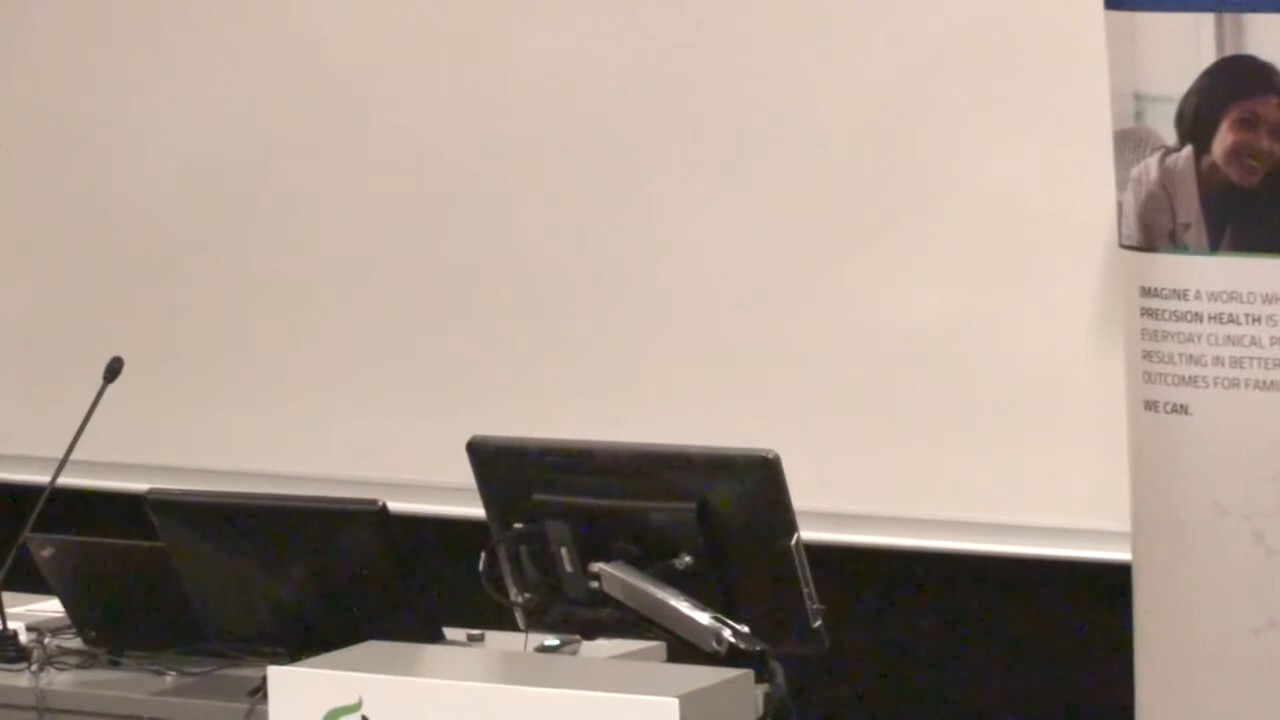 IMAGINE A WORLD WH
PRECISION HEALTH IS
EVERYDAY CLINICAL P
RESULTING IN BETTER
OUTCOMES FOR FAMI
WE CAN.